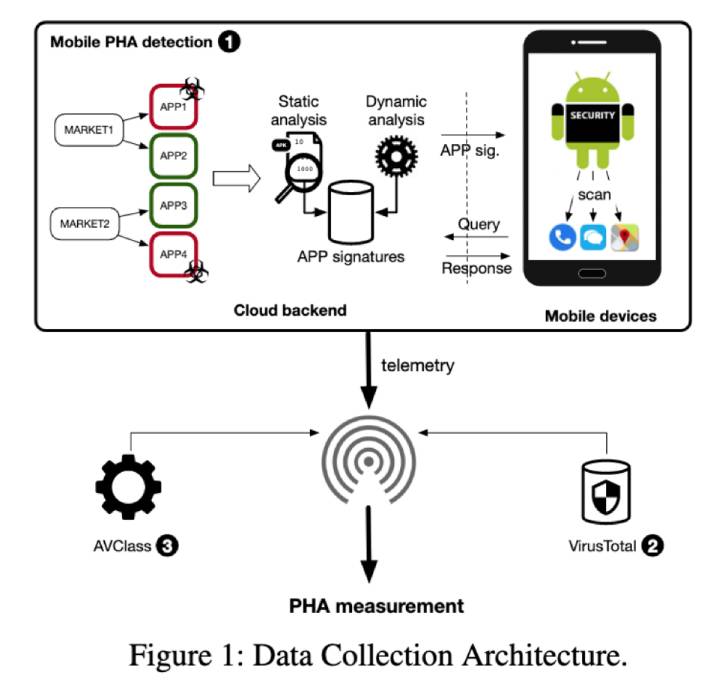 Mobile PHA detection 1
MARKET1
APP1
APP2
MARKET2
APP3
APP4
Static
analysis
APK
10
1000
Dynamic
analysis
APP signatures
APP sig.
Query
Response
SECURITY
scan
Cloud backend
Mobile devices
telemetry
AVClass 3
VirusTotal 2
PHA measurement
Figure 1: Data Collection Architecture.